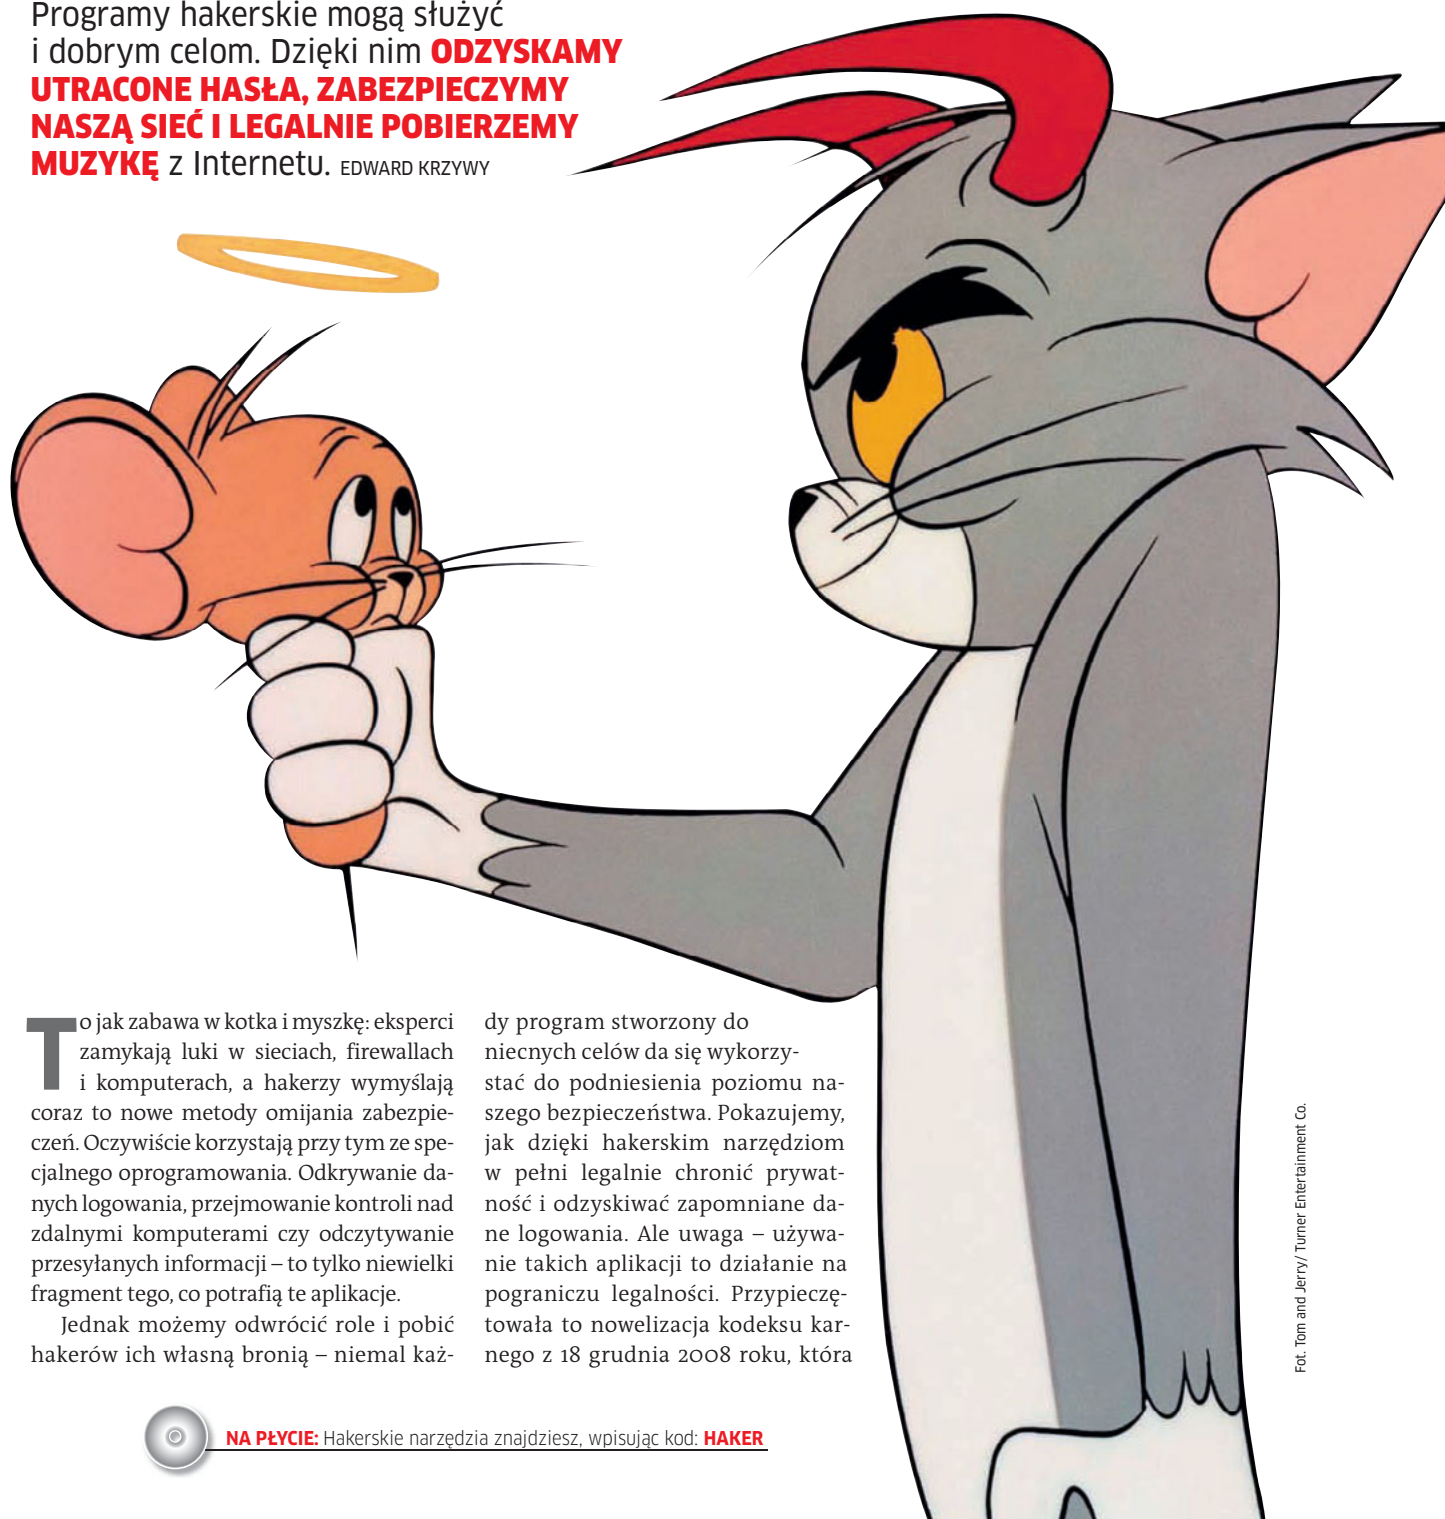 Programy hakerskie mogą służyć
i dobrym celom. Dzięki nim ODZYSKAMY
UTRACONE HASŁA, ZABEZPIECZYMY
NASZĄ SIEĆ I LEGALNIE POBIERZEMY
MUZYKĘ z Internetu. EDWARD KRZYWY
To jak zabawa w kotka i myszkę: eksperci
zamykają luki w sieciach, firewallach
i komputerach, a hakerzy wymyślają
coraz to nowe metody omijania zabezpie-
czeń. Oczywiście korzystają przy tym ze spe-
cjalnego oprogramowania. Odkrywanie da-
nych logowania, przejmowanie kontroli nad
zdalnymi komputerami czy odczytywanie
przesyłanych informacji – to tylko niewielki
fragment tego, co potrafią te aplikacje.
Jednak możemy odwrócić role i pobić
hakerów ich własną bronią – niemal każ-
dy program stworzony do
niecnych celów da się wykorzy-
stać do podniesienia poziomu na-
szego bezpieczeństwa. Pokazujemy,
jak dzięki hakerskim narzędziom
w pełni legalnie chronić prywat-
ność i odzyskiwać zapomniane da-
ne logowania. Ale uwaga – używa-
nie takich aplikacji to działanie na
pograniczu legalności. Przypieczę-
towała to nowelizacja kodeksu kar-
nego z 18 grudnia 2008 roku, która
Fot. Tom and Jerry/ Turner Entertainment Co.
NA PŁYCIE: Hakerskie narzędzia znajdziesz, wpisując kod: HAKER